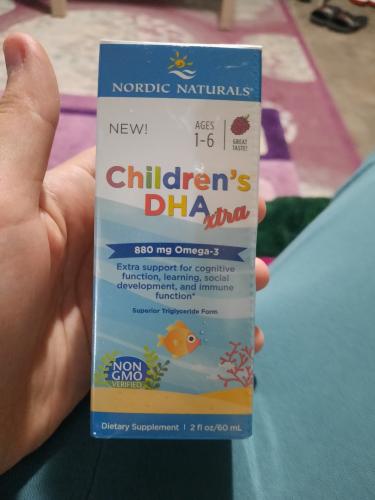 NORDIC NATURALS®
NEW!
AGES
1-6
GREAT
TASTE!
Children's
DHA xtra
880 mg Omega-3
Extra support for cognitive
function, learning, social
development, and immune
function*
Superior Triglyceride Form
NON
GMO
VERIFIED
Dietary Supplement | 2 fl oz/60 mL